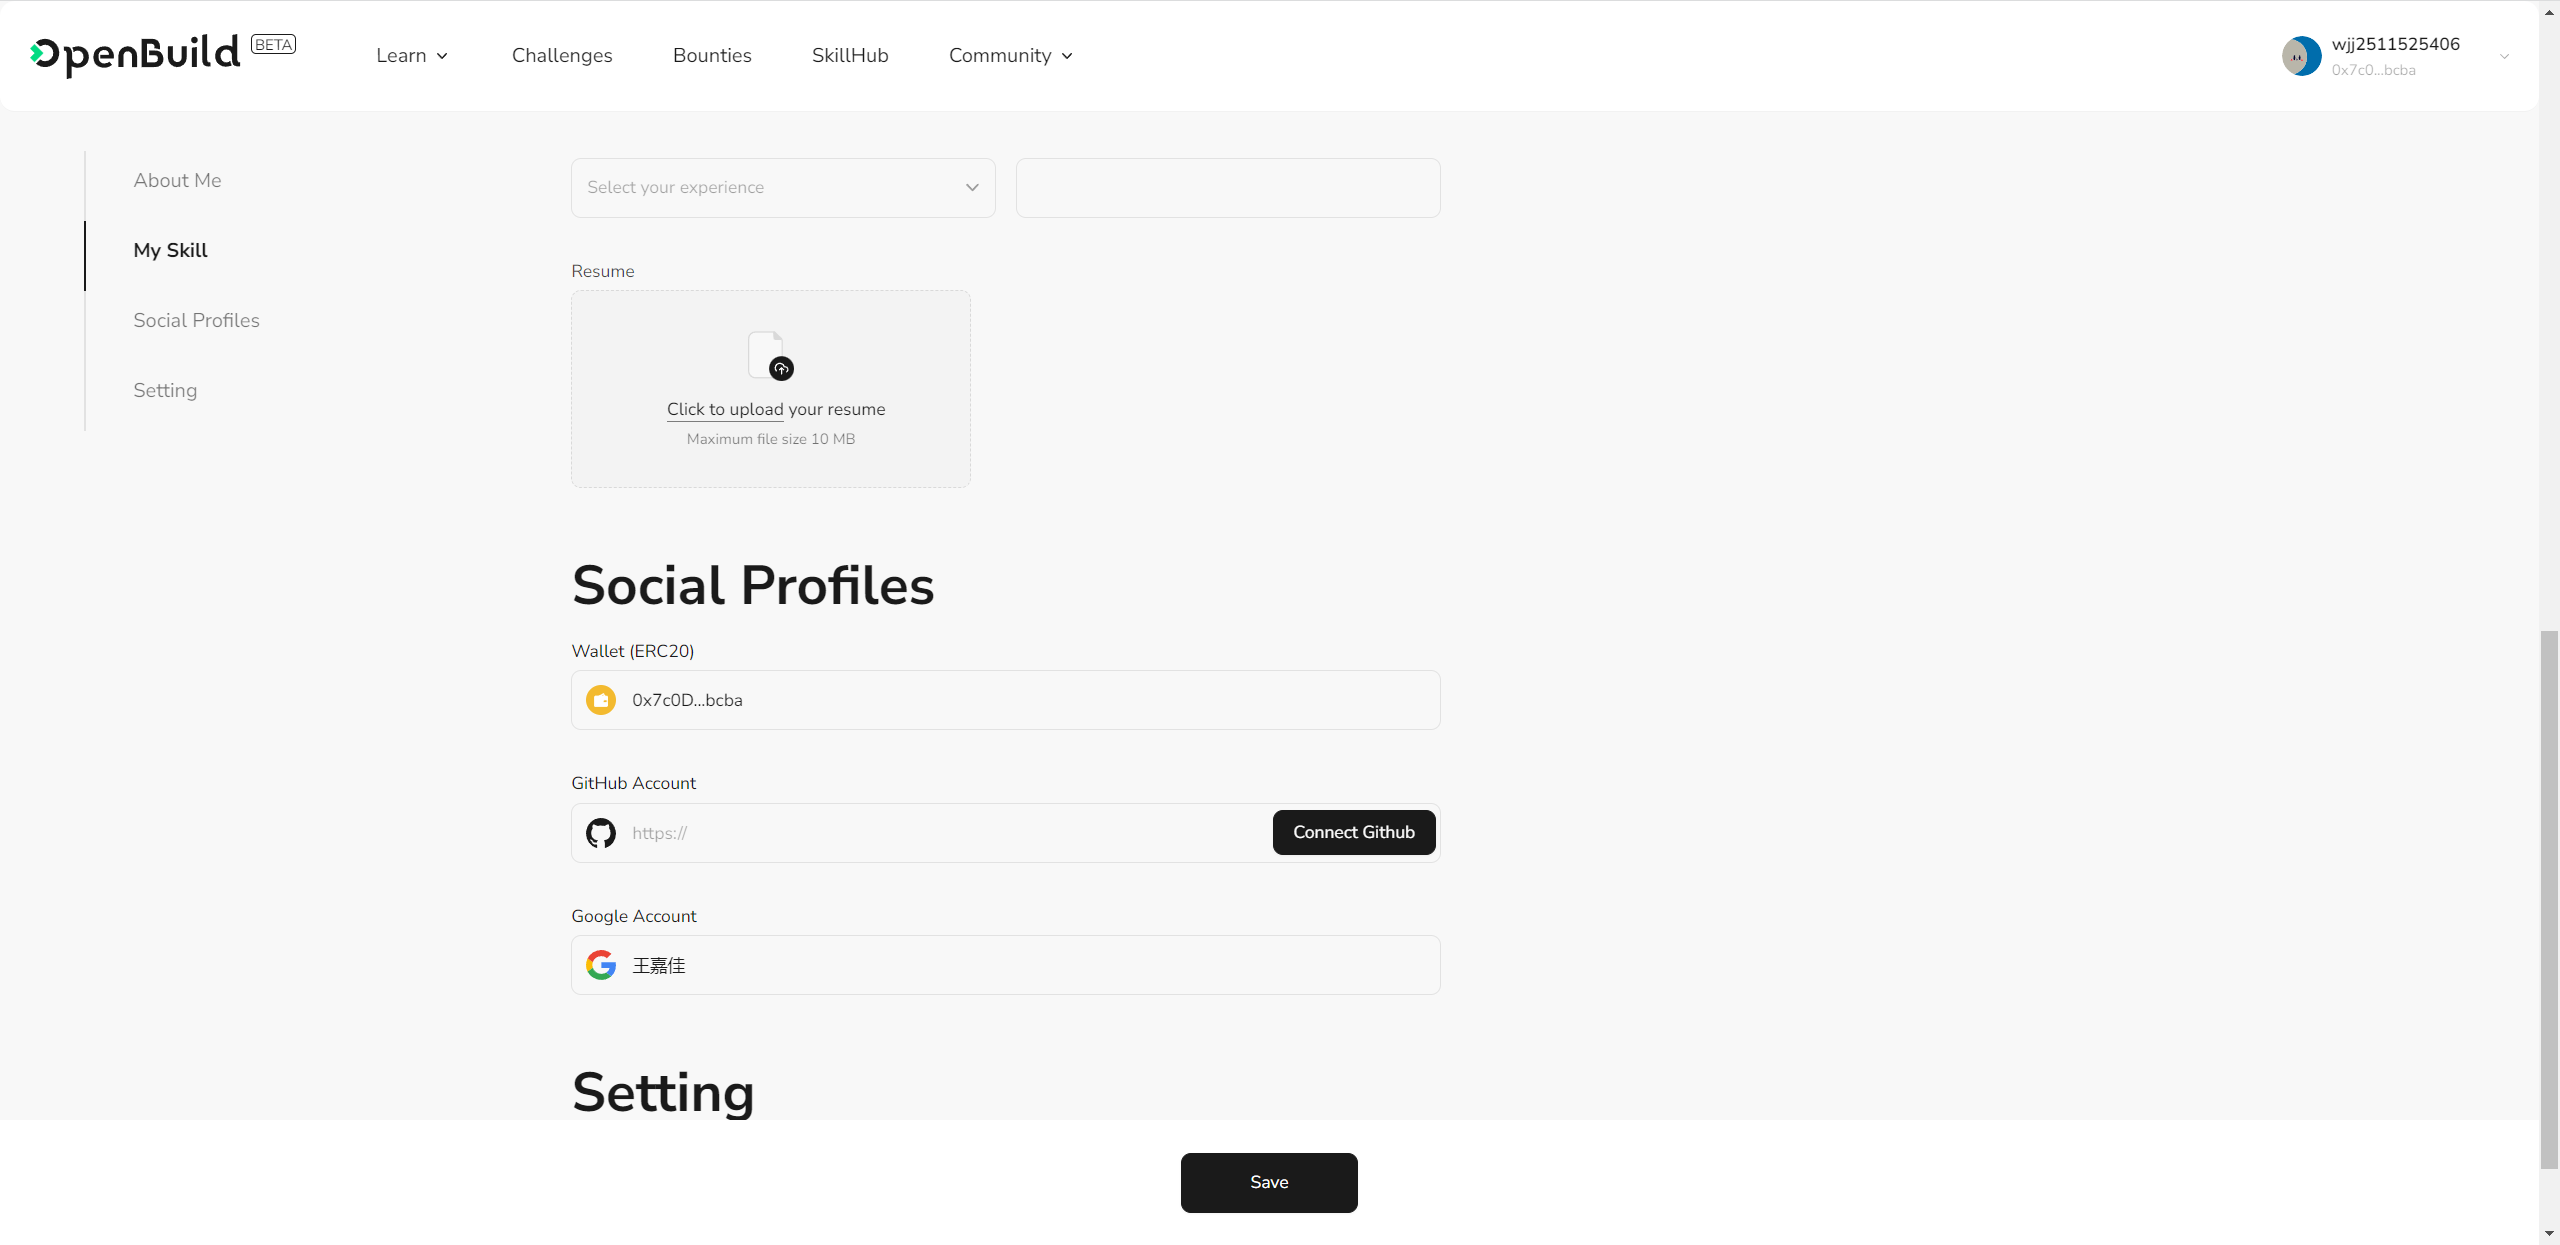 OpenBuild BETA
Learn
Challenges
Bounties
SkillHub
Community
wjj2511525406
0x7c0...bcba
About Me
My Skill
Social Profiles
Setting
Select your experience
Resume
Click to upload your resume
Maximum file size 10 MB
Social Profiles
Wallet (ERC20)
0x7c0D...bcba
GitHub Account
https://
Connect Github
Google Account
王嘉佳
Setting
Save